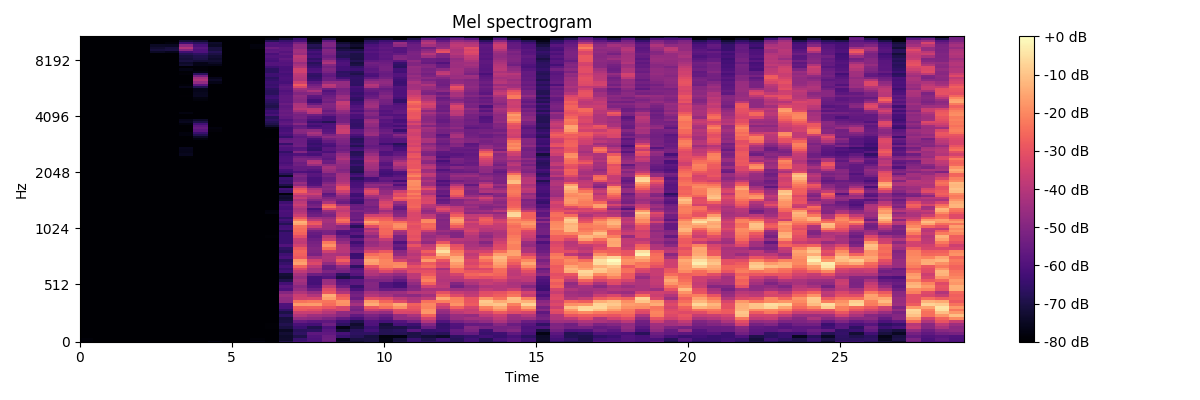 Mel spectrogram
Hz
8192
4096
2048
1024
512
0
0 5 10 15 20 25
Time
+0 dB
-10 dB
-20 dB
-30 dB
-40 dB
-50 dB
-60 dB
-70 dB
-80 dB